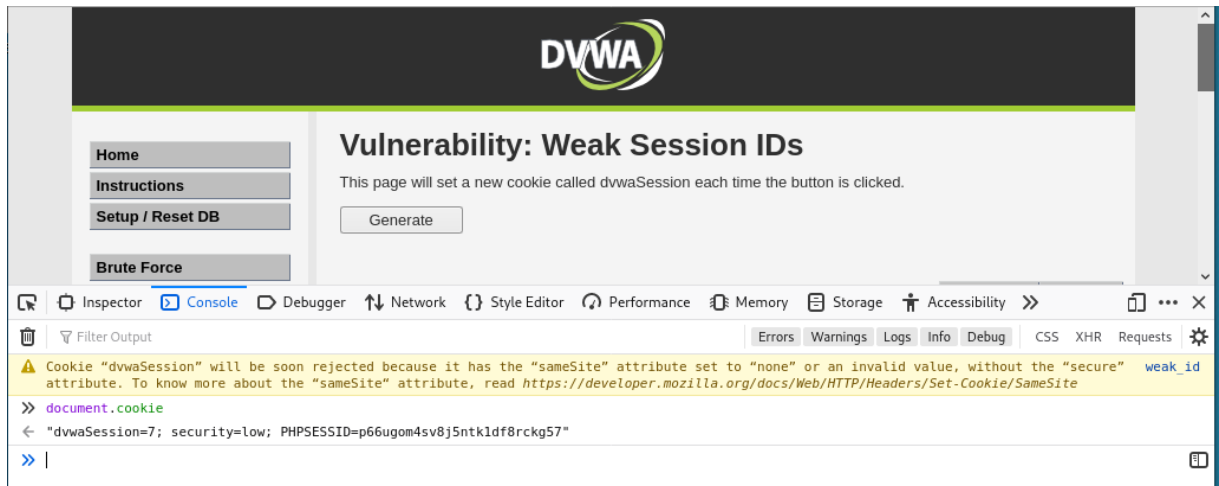 DVWA
Home
Instructions
Setup / Reset DB
Brute Force
Vulnerability: Weak Session IDs
This page will set a new cookie called dvwaSession each time the button is clicked.
Generate
Inspector Console Debugger Network {} Style Editor Performance Memory Storage Accessibility
Filter Output Errors Warnings Logs Info Debug CSS XHR Requests
Cookie “dvwaSession” will be soon rejected because it has the “sameSite” attribute set to “none” or an invalid value, without the “secure” weak_id
attribute. To know more about the “sameSite“ attribute, read https://developer.mozilla.org/docs/Web/HTTP/Headers/Set-Cookie/SameSite
document.cookie
"dvwaSession=7; security=low; PHPSESSID=p66ugom4sv8j5ntk1df8rckg57"